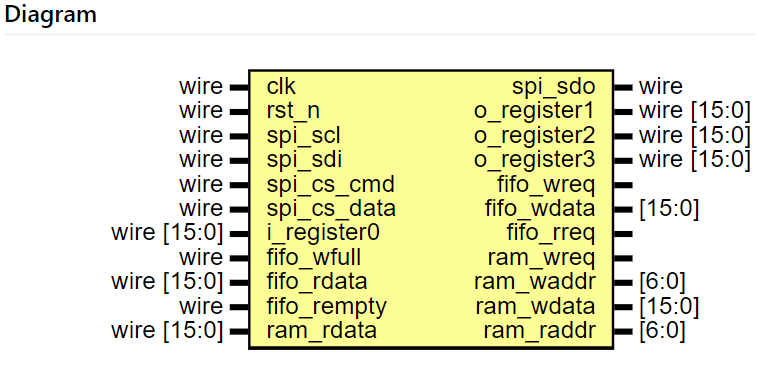 Diagram
wire clk spi_sdo wire
wire rst_n o_register1 wire [15:0]
wire spi_scl o_register2 wire [15:0]
wire spi_sdi o_register3 wire [15:0]
wire spi_cs_cmd fifo_wreq
wire spi_cs_data fifo_wdata [15:0]
wire [15:0] i_register0 fifo_rreq
wire fifo_wfull ram_wreq
wire [15:0] fifo_rdata ram_waddr [6:0]
wire fifo_rempty ram_wdata [15:0]
wire [15:0] ram_rdata ram_raddr [6:0]